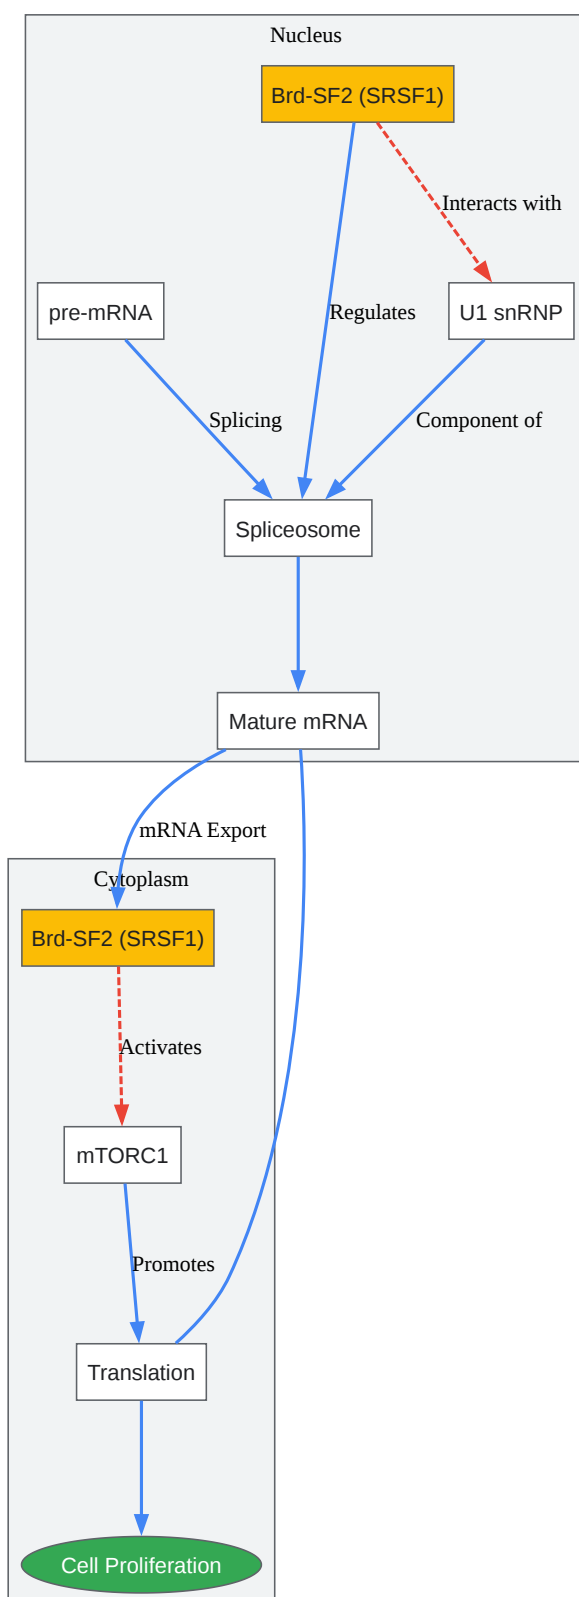 Nucleus
Brd-SF2 (SRSF1)
Interacts with
pre-mRNA
Regulates
U1 snRNP
Splicing
Component of
Spliceosome
Mature mRNA
mRNA Export
Cytoplasm
Brd-SF2 (SRSF1)
Activates
mTORC1
Promotes
Translation
Cell Proliferation